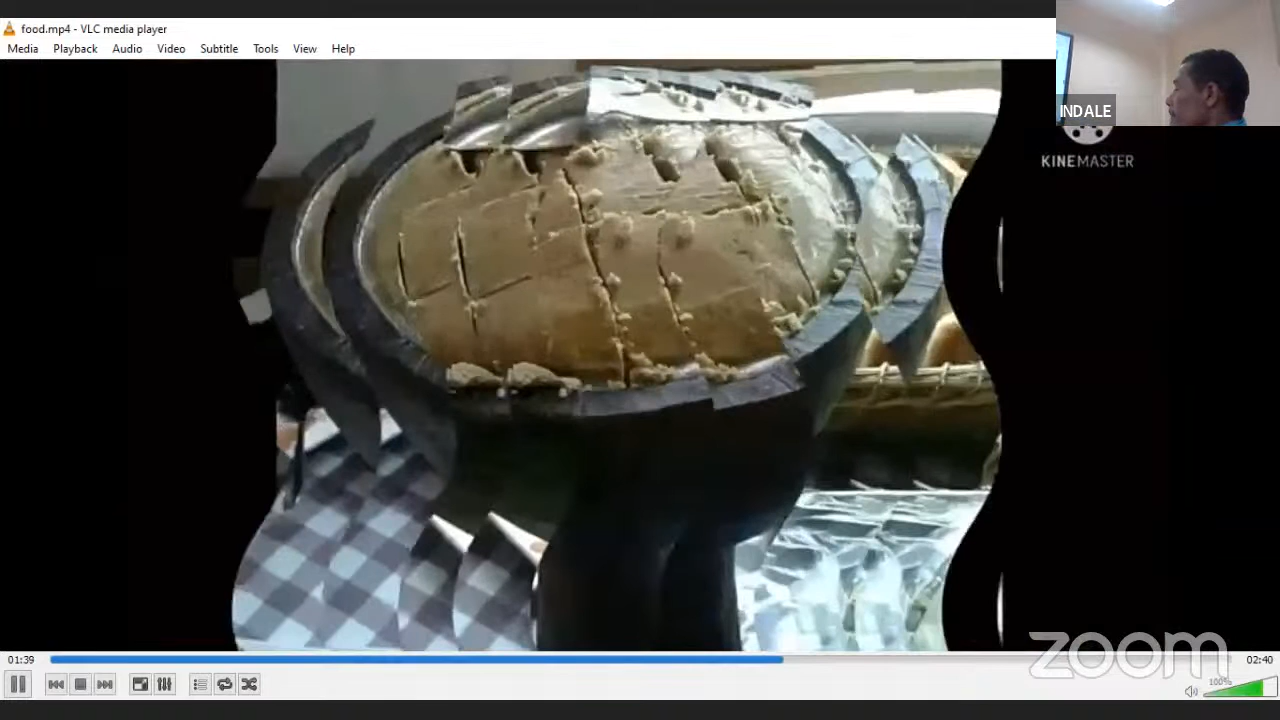 food.mp4 - VLC media player
Media Playback Audio Video Subtitle Tools View Help
INDALE
KINEMASTER
01:39
02:40
zoom
100%